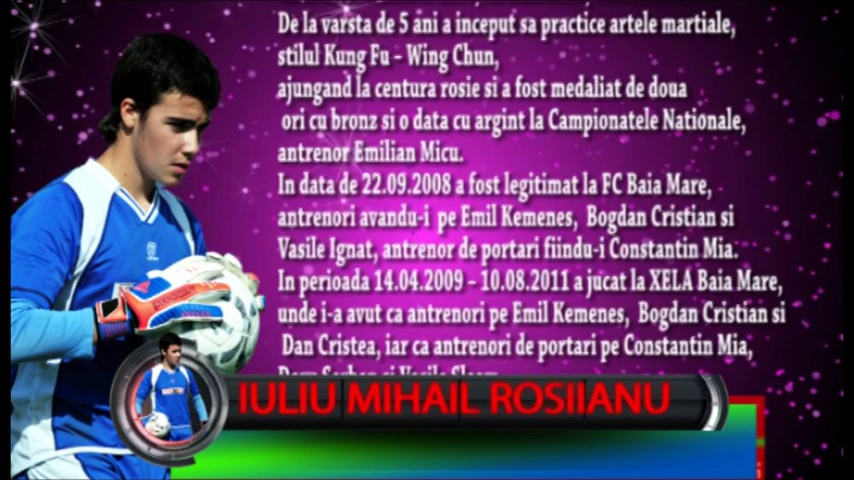 De la varsta de 5 ani a inceput sa practice artele martiale,
stilul Kung Fu – Wing Chun,
ajungand la centura rosie si a fost medaliat de doua
ori cu bronz si o data cu argint la Campionatele Nationale,
antrenor Emilian Micu.
In data de 22.09.2008 a fost legitimat la FC Baia Mare,
antrenori avandu-i pe Emil Kemenes, Bogdan Cristian si
Vasile Ignat, antrenor de portari fiindu-i Constantin Mia.
In perioada 14.04.2009 – 10.08.2011 a jucat la XELA Baia Mare,
unde i-a avut ca antrenori pe Emil Kemenes, Bogdan Cristian si
Dan Cristea, iar ca antrenori de portari pe Constantin Mia,
IULIU MIHAIL ROSIIANU